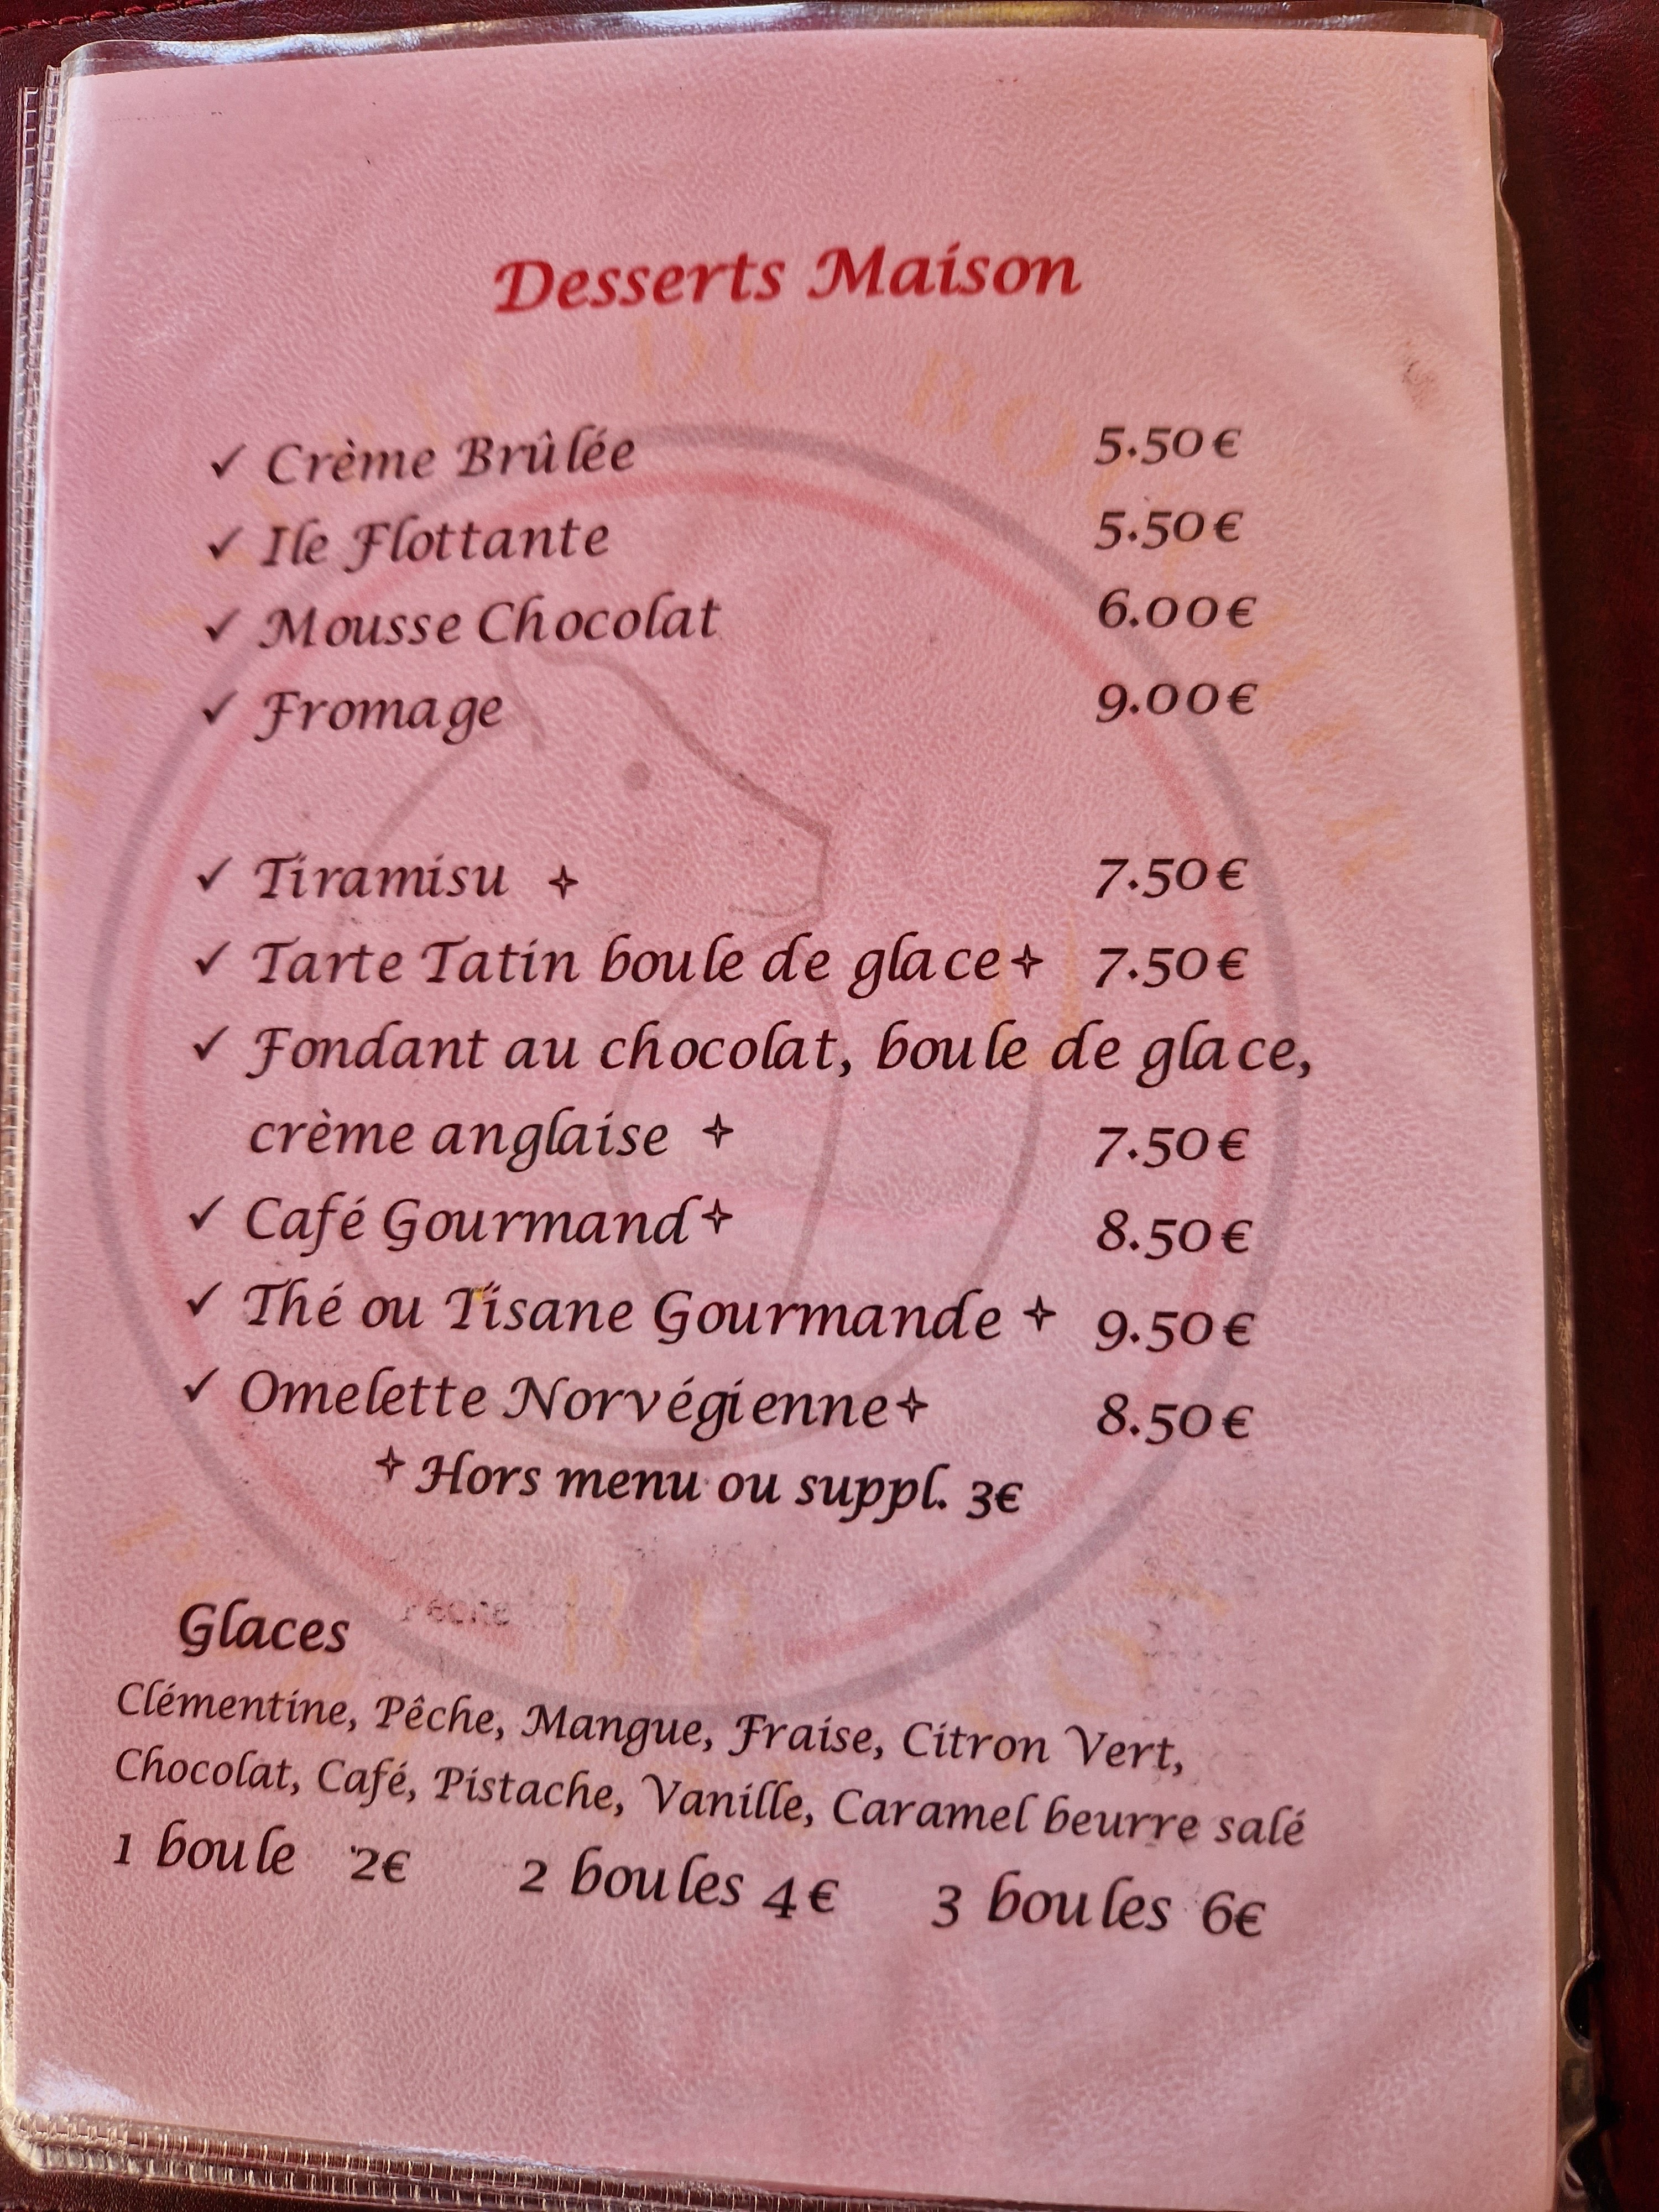 Desserts Maison
✓ Crème Brûlée 5.50€
✓ Ile Flottante 5.50€
✓ Mousse Chocolat 6.00€
✓ Fromage 9.00€
✓ Tiramisu ✧ 7.50€
✓ Tarte Tatin boule de glace✧ 7.50€
✓ Fondant au chocolat, boule de glace,
crème anglaise ✧ 7.50€
✓ Café Gourmand✧ 8.50€
✓ Thé ou Tisane Gourmande ✧ 9.50€
✓ Omelette Norvégienne✧ 8.50€
✧ Hors menu ou suppl. 3€
Glaces
Clémentine, Pêche, Mangue, Fraise, Citron Vert,
Chocolat, Café, Pistache, Vanille, Caramel beurre salé
1 boule 2€ 2 boules 4€ 3 boules 6€